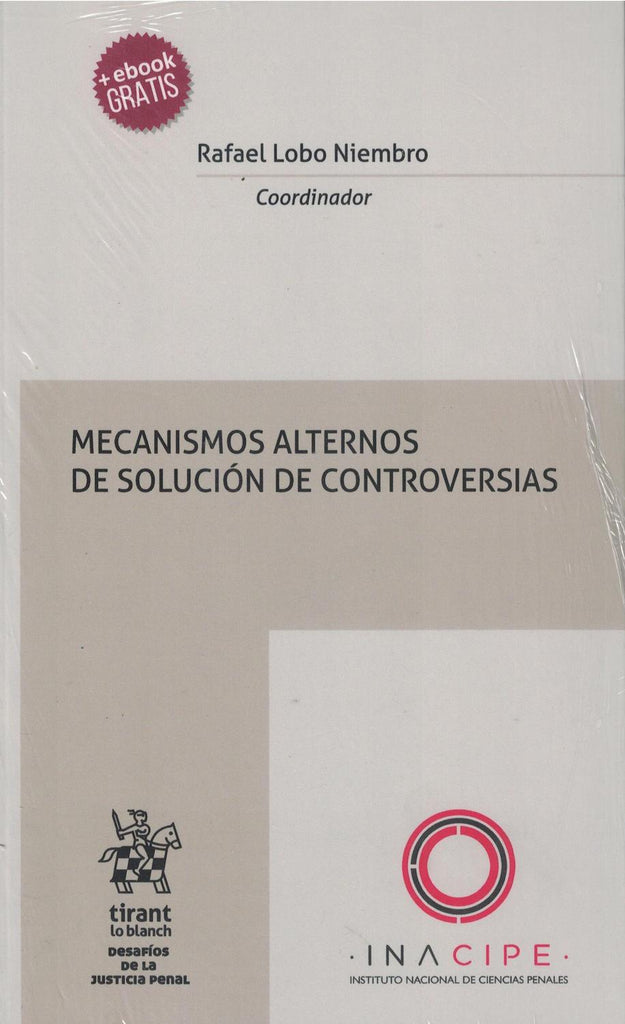 + ebook
GRATIS
Rafael Lobo Niembro
Coordinador
MECANISMOS ALTERNOS
DE SOLUCIÓN DE CONTROVERSIAS
tirant
lo blanch
DESAFÍOS
DE LA
JUSTICIA PENAL
·INACIPE·
INSTITUTO NACIONAL DE CIENCIAS PENALES